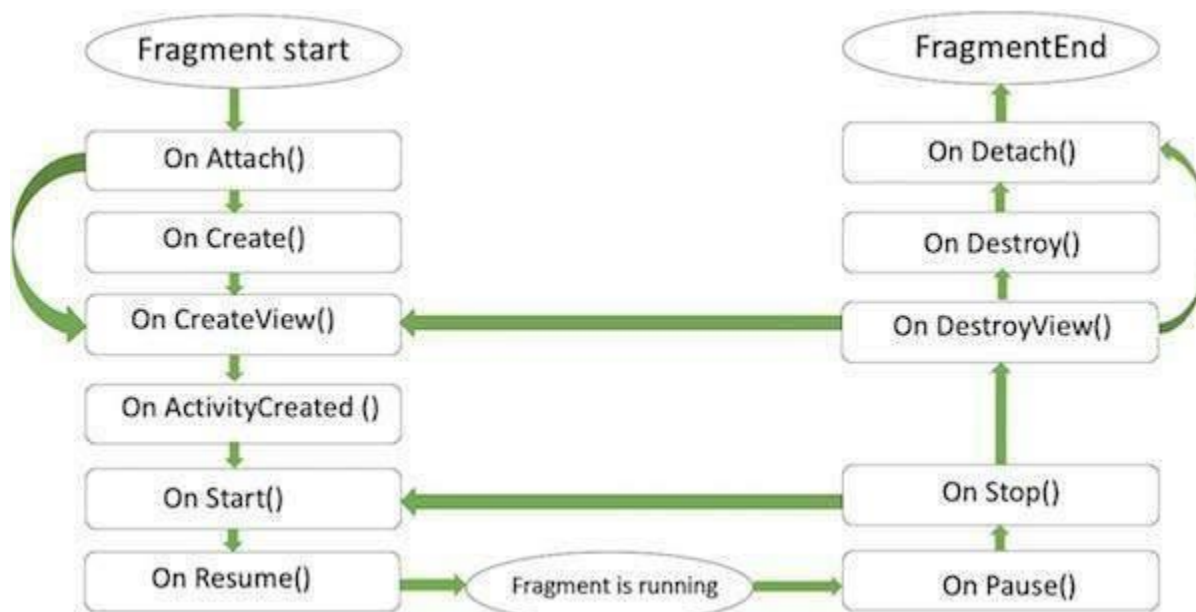 Fragment start
On Attach()
On Create()
On CreateView()
On ActivityCreated ()
On Start()
On Resume()
Fragment is running
On Pause()
On Stop()
On DestroyView()
On Destroy()
On Detach()
FragmentEnd